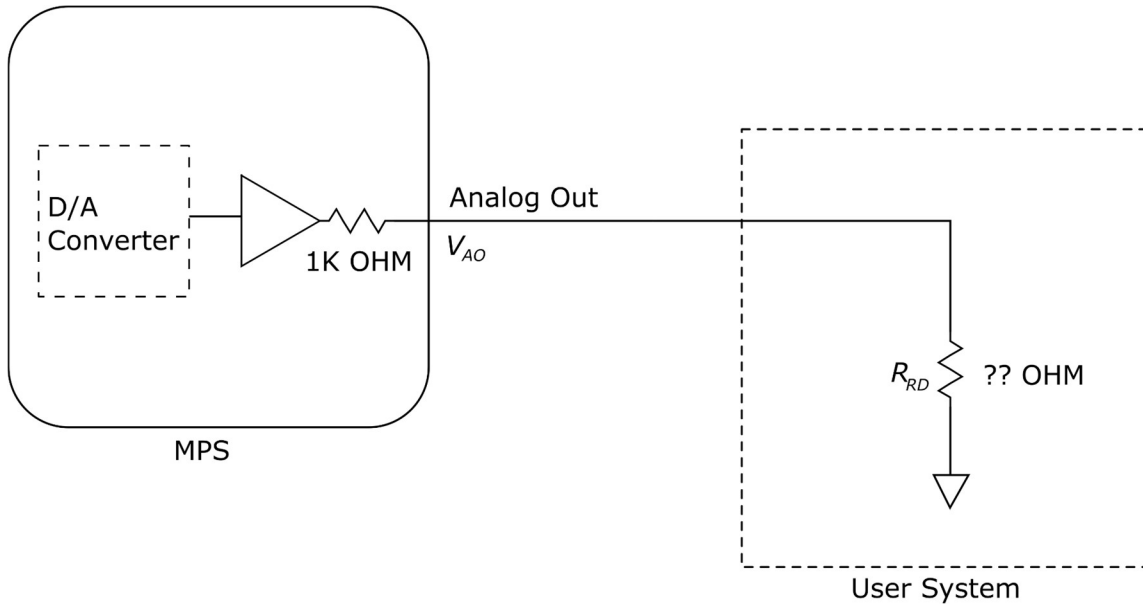 D/A
Converter
1K OHM
Analog Out
V_AO
R_RD
?? OHM
MPS
User System